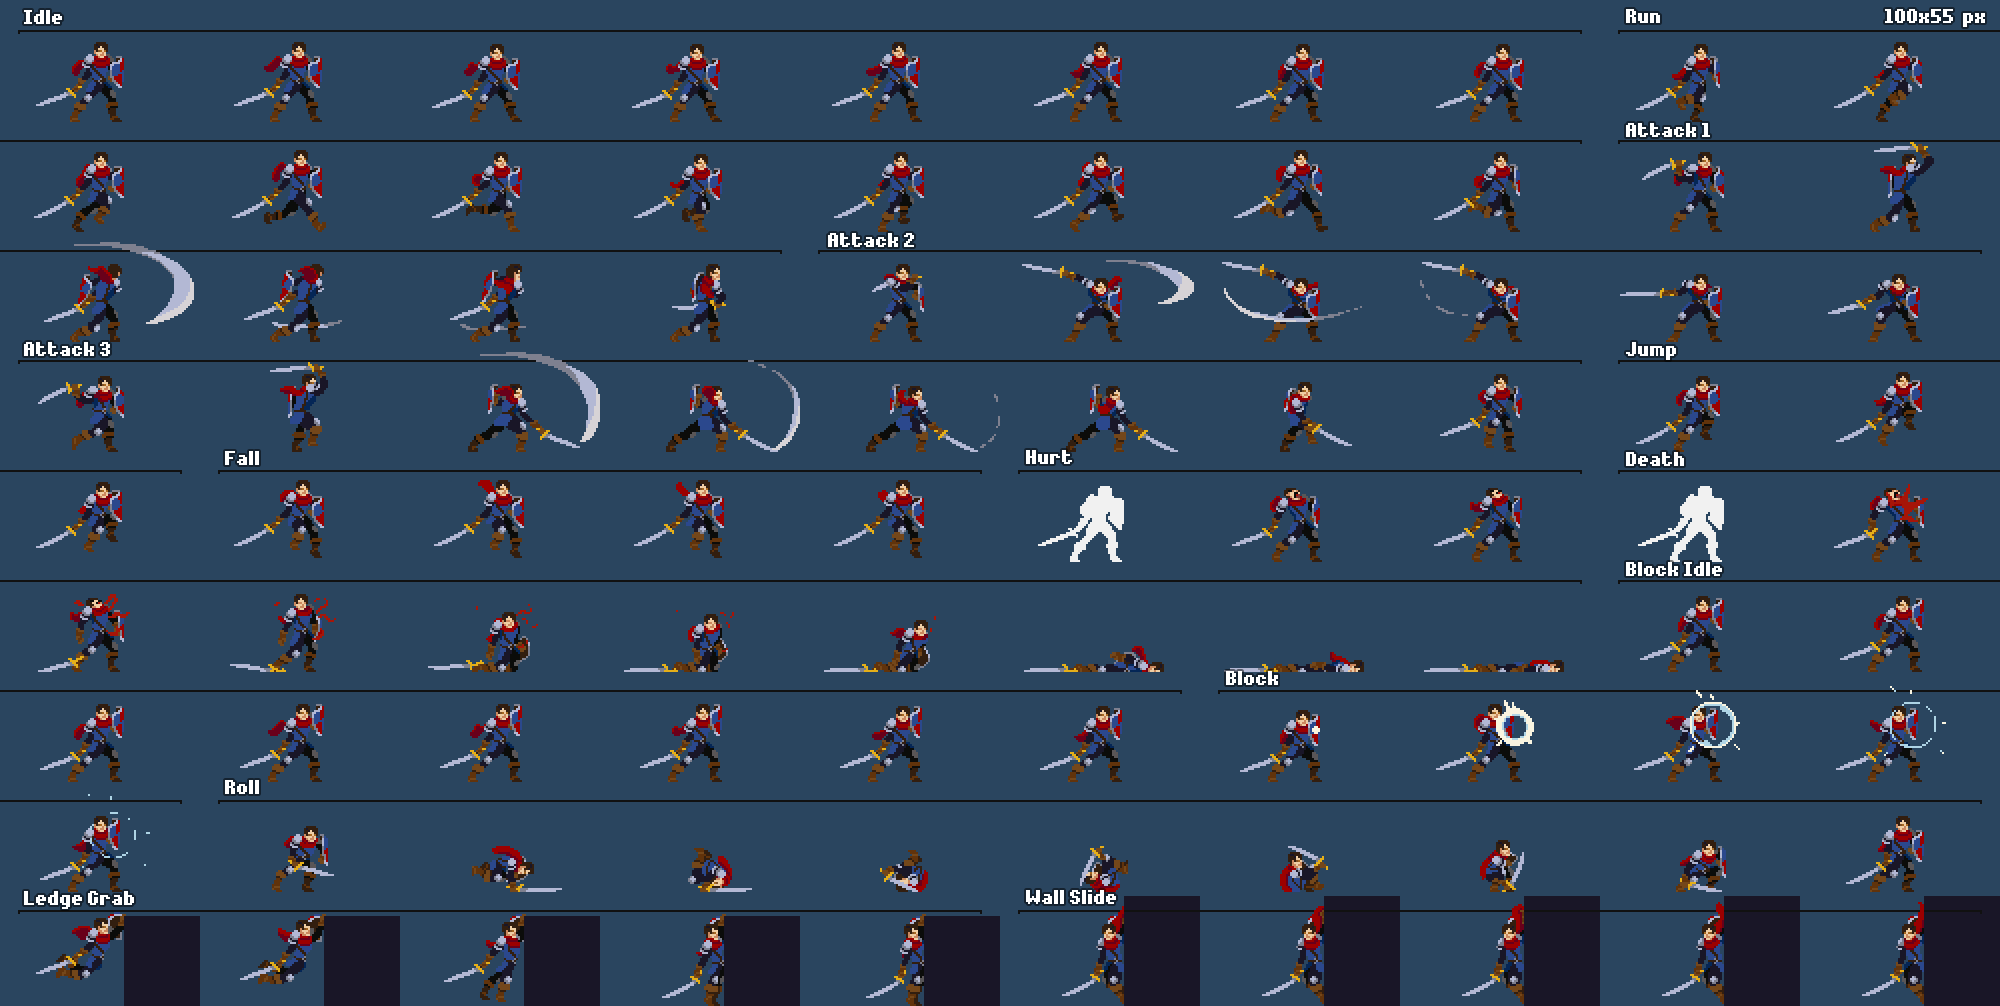 Idle
Run
100x55 px
Attack 1
Attack 2
Attack 3
Jump
Fall
Hurt
Death
Block Idle
Block
Roll
Ledge Grab
Wall Slide